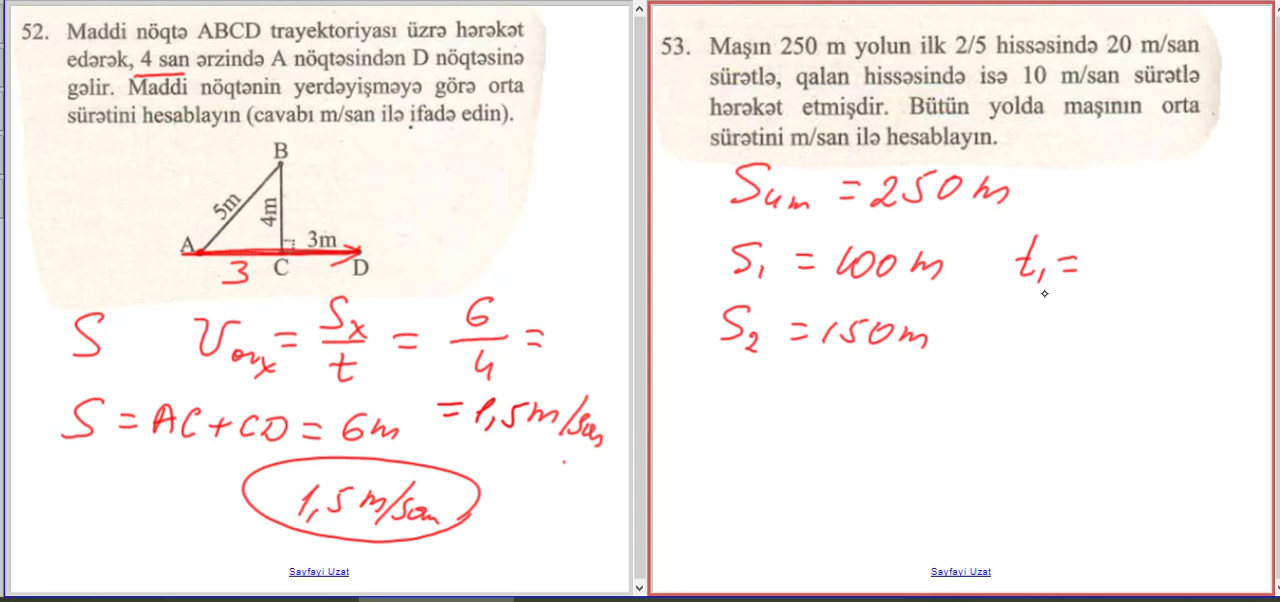 52. Maddi nöqtə ABCD trayektoriyası üzrə hərəkət
edərək, 4 san ərzində A nöqtəsindən D nöqtəsinə
gəlir. Maddi nöqtənin yerdəyişməyə görə orta
sürətini hesablayın (cavabı m/san ilə ifadə edin).
B
5m
4m
A
3m
3
C
D
S
V orx = Sx/t = 6/4 =
S = AC + CD = 6m
= 1,5 m/san
1,5 m/san
Sayfayi Uzat
53. Maşın 250 m yolun ilk 2/5 hissəsində 20 m/san
sürətlə, qalan hissəsində isə 10 m/san sürətlə
hərəkət etmişdir. Bütün yolda maşının orta
sürətini m/san ilə hesablayın.
Sum = 250 m
S₁ = 100 m t₁ =
S₂ = 150 m
Sayfayi Uzat